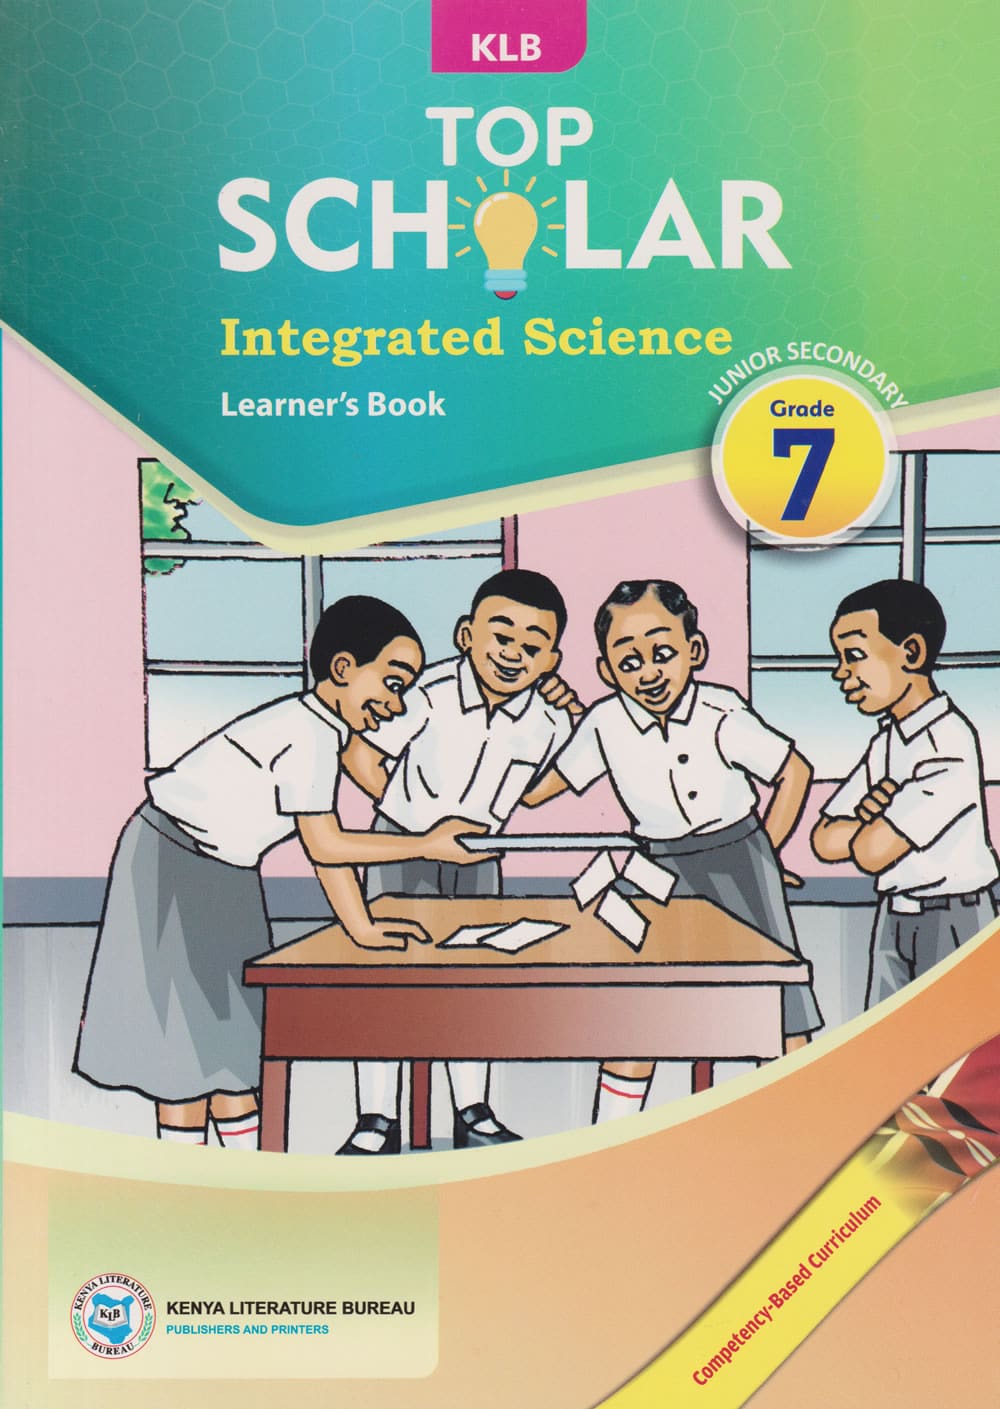 KLB
TOP
SCHOLAR
Integrated Science
Learner's Book
JUNIOR SECONDARY
Grade
7
Competency-Based Curriculum
KENYA LITERATURE BUREAU
KLB
KENYA LITERATURE BUREAU
PUBLISHERS AND PRINTERS